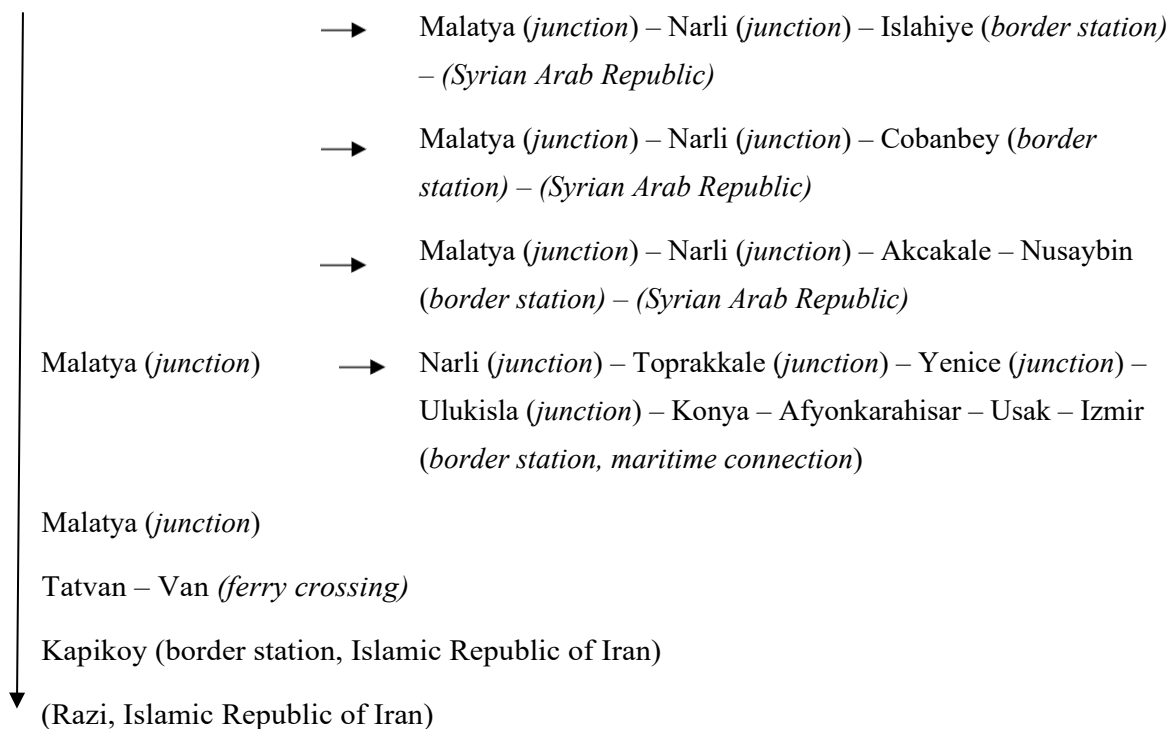 Malatya (junction) – Narli (junction) – Islahiye (border station)
– (Syrian Arab Republic)
Malatya (junction) – Narli (junction) – Cobanbey (border
station) – (Syrian Arab Republic)
Malatya (junction) – Narli (junction) – Akcakale – Nusaybin
(border station) – (Syrian Arab Republic)
Malatya (junction) Narli (junction) – Toprakkale (junction) – Yenice (junction) –
Ulukisla (junction) – Konya – Afyonkarahisar – Usak – Izmir
(border station, maritime connection)
Malatya (junction)
Tatvan – Van (ferry crossing)
Kapikoy (border station, Islamic Republic of Iran)
(Razi, Islamic Republic of Iran)